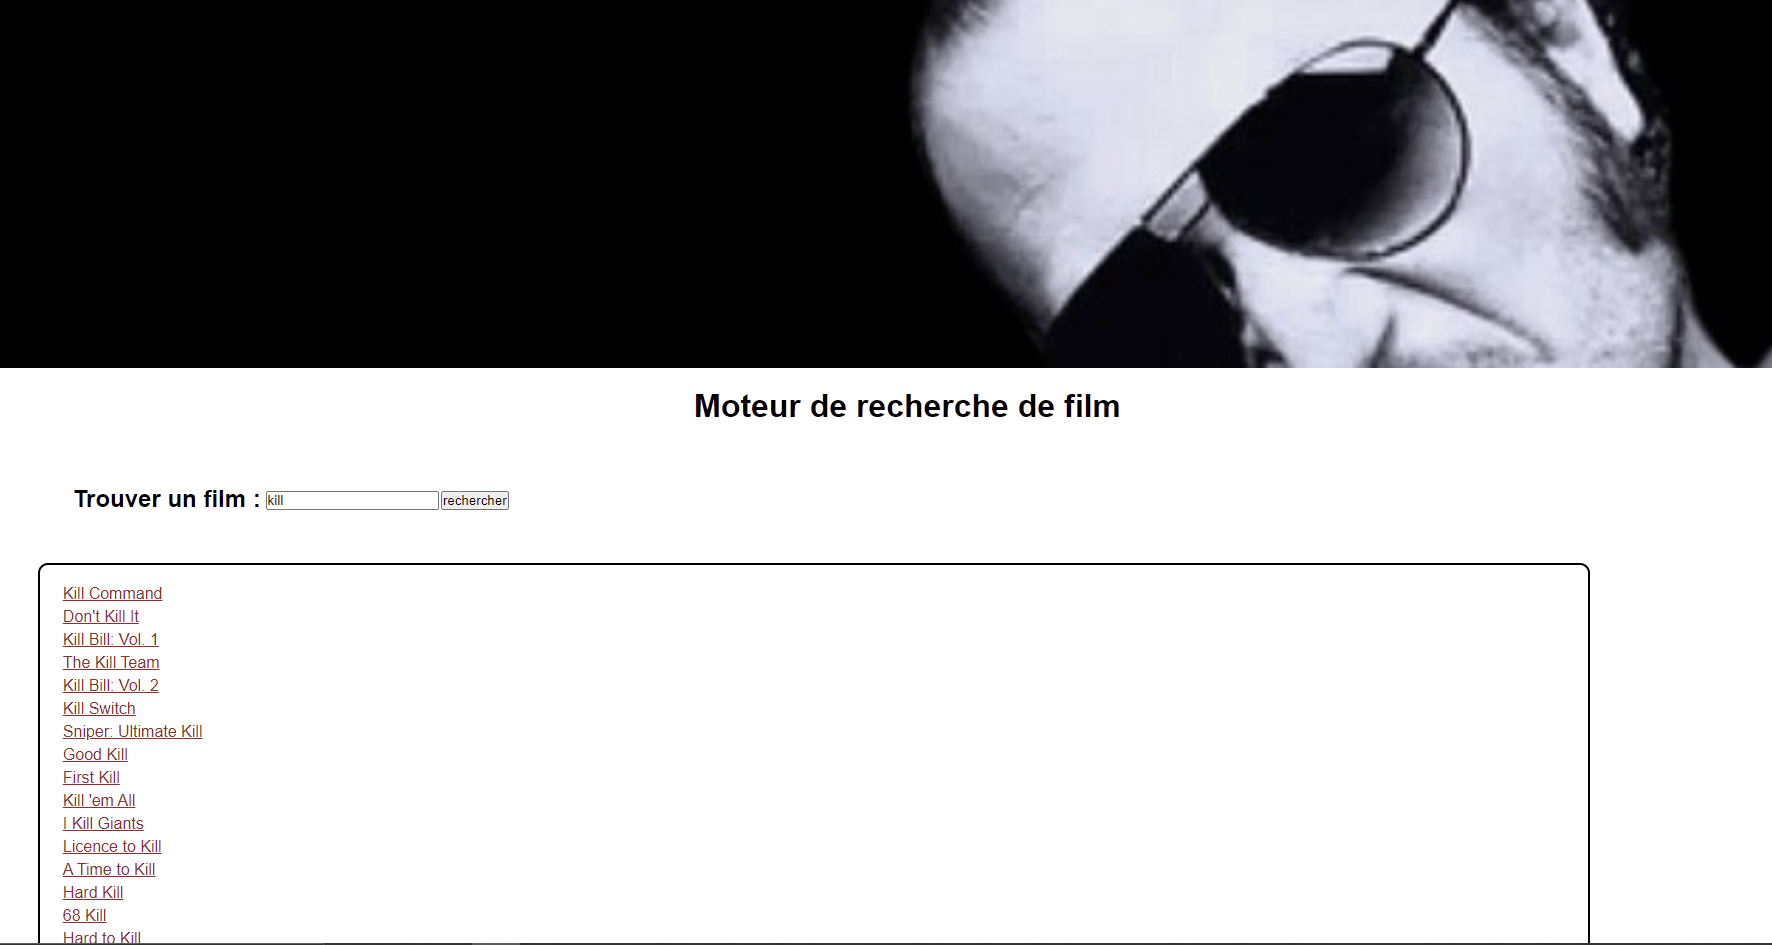 Moteur de recherche de film
Trouver un film : kill rechercher
Kill Command
Don't Kill It
Kill Bill: Vol. 1
The Kill Team
Kill Bill: Vol. 2
Kill Switch
Sniper: Ultimate Kill
Good Kill
First Kill
Kill 'em All
I Kill Giants
Licence to Kill
A Time to Kill
Hard Kill
68 Kill
Hard to Kill